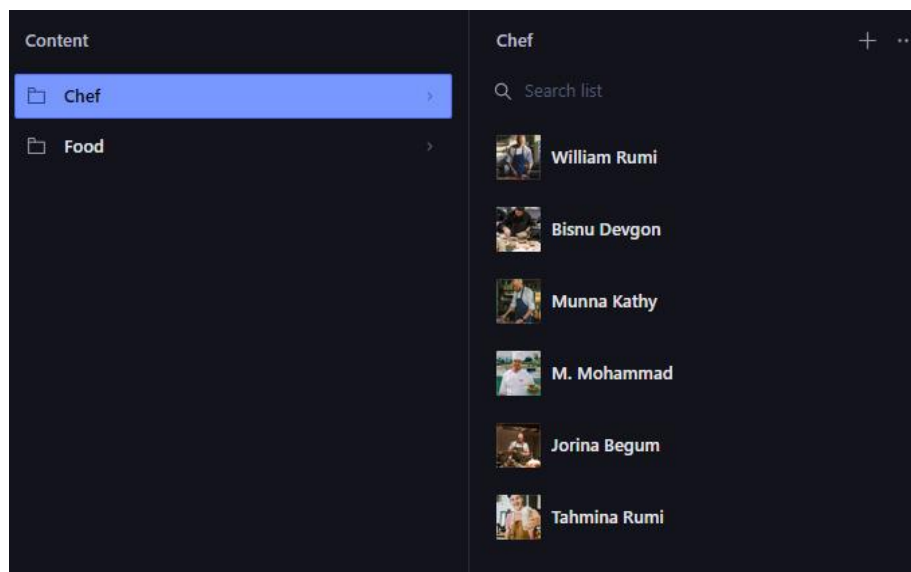 Content
Chef
Food
Chef
Search list
William Rumi
Bisnu Devgon
Munna Kathy
M. Mohammad
Jorina Begum
Tahmina Rumi